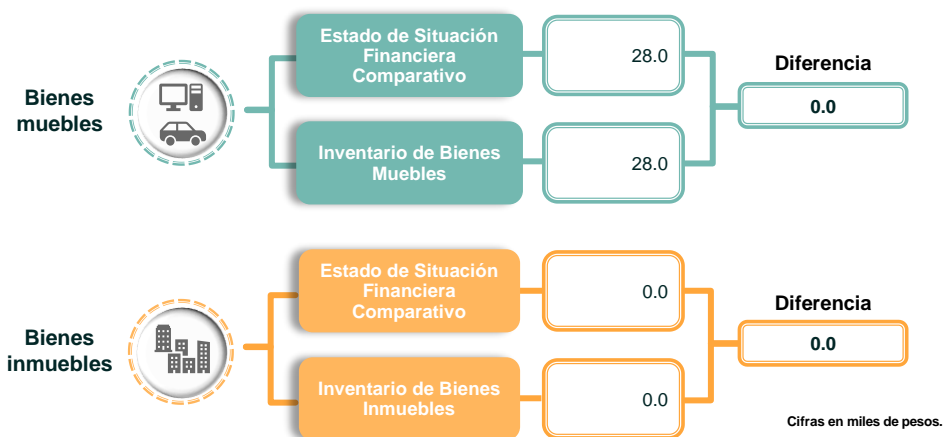 Bienes
muebles
Estado de Situación
Financiera
Comparativo
28.0
Inventario de Bienes
Muebles
28.0
Diferencia
0.0
Bienes
inmuebles
Estado de Situación
Financiera
Comparativo
0.0
Inventario de Bienes
Inmuebles
0.0
Diferencia
0.0
Cifras en miles de pesos.